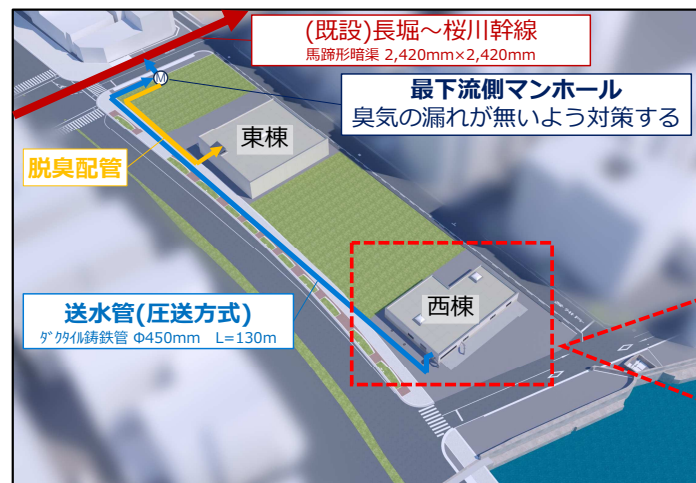 (既設)長堀～桜川幹線
馬蹄形暗渠 2,420mm×2,420mm
M
最下流側マンホール
臭気の漏れが無いよう対策する
東棟
脱臭配管
西棟
送水管(圧送方式)
ﾀﾞｸﾀｲﾙ鋳鉄管 Φ450mm　L=130m